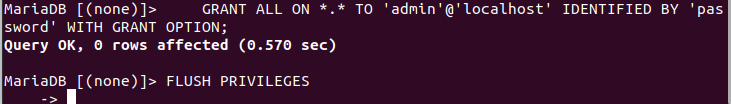 MariaDB [(none)]>     GRANT ALL ON *.* TO 'admin'@'localhost' IDENTIFIED BY 'pas
sword' WITH GRANT OPTION;
Query OK, 0 rows affected (0.570 sec)
MariaDB [(none)]> FLUSH PRIVILEGES
    ->